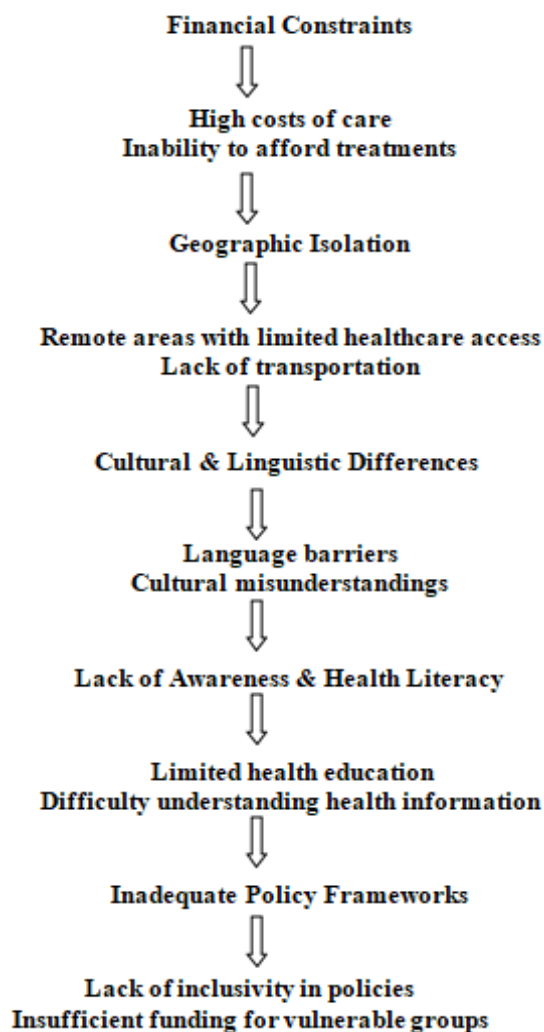 Financial Constraints
High costs of care
Inability to afford treatments
Geographic Isolation
Remote areas with limited healthcare access
Lack of transportation
Cultural & Linguistic Differences
Language barriers
Cultural misunderstandings
Lack of Awareness & Health Literacy
Limited health education
Difficulty understanding health information
Inadequate Policy Frameworks
Lack of inclusivity in policies
Insufficient funding for vulnerable groups